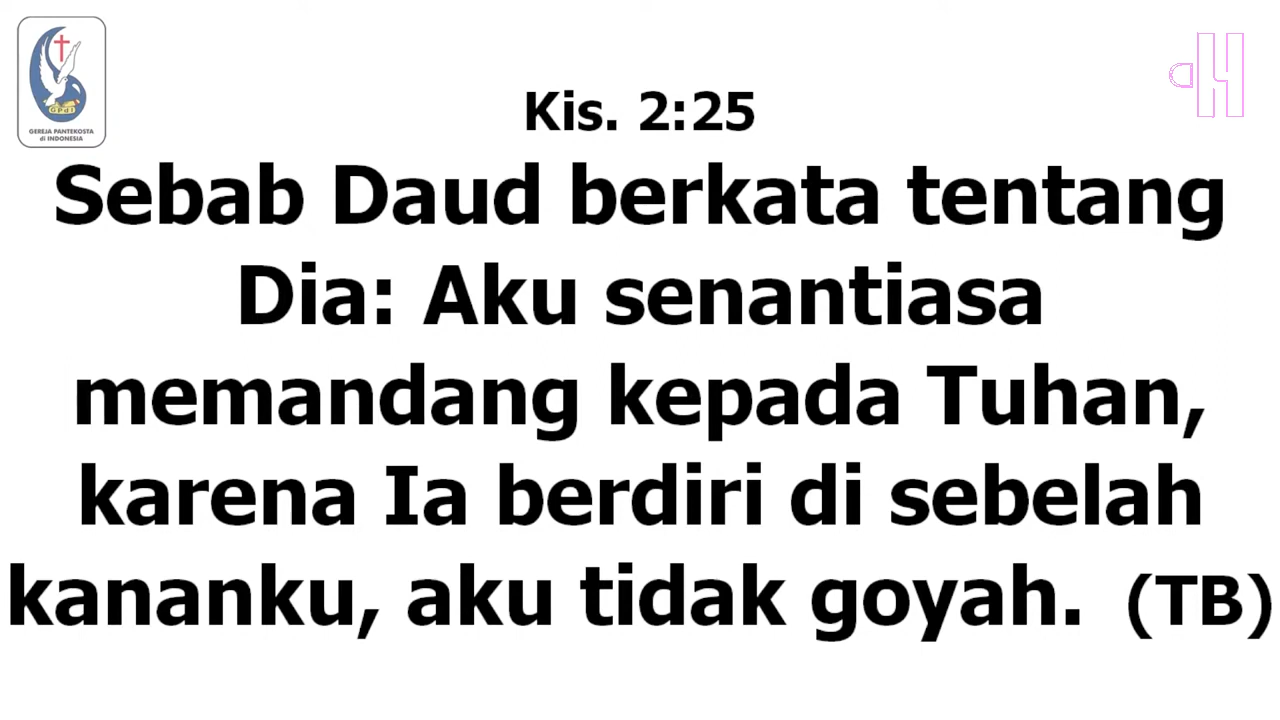 GPdI
GEREJA PANTEKOSTA
di INDONESIA
Kis. 2:25
Sebab Daud berkata tentang
Dia: Aku senantiasa
memandang kepada Tuhan,
karena Ia berdiri di sebelah
kananku, aku tidak goyah. (TB)